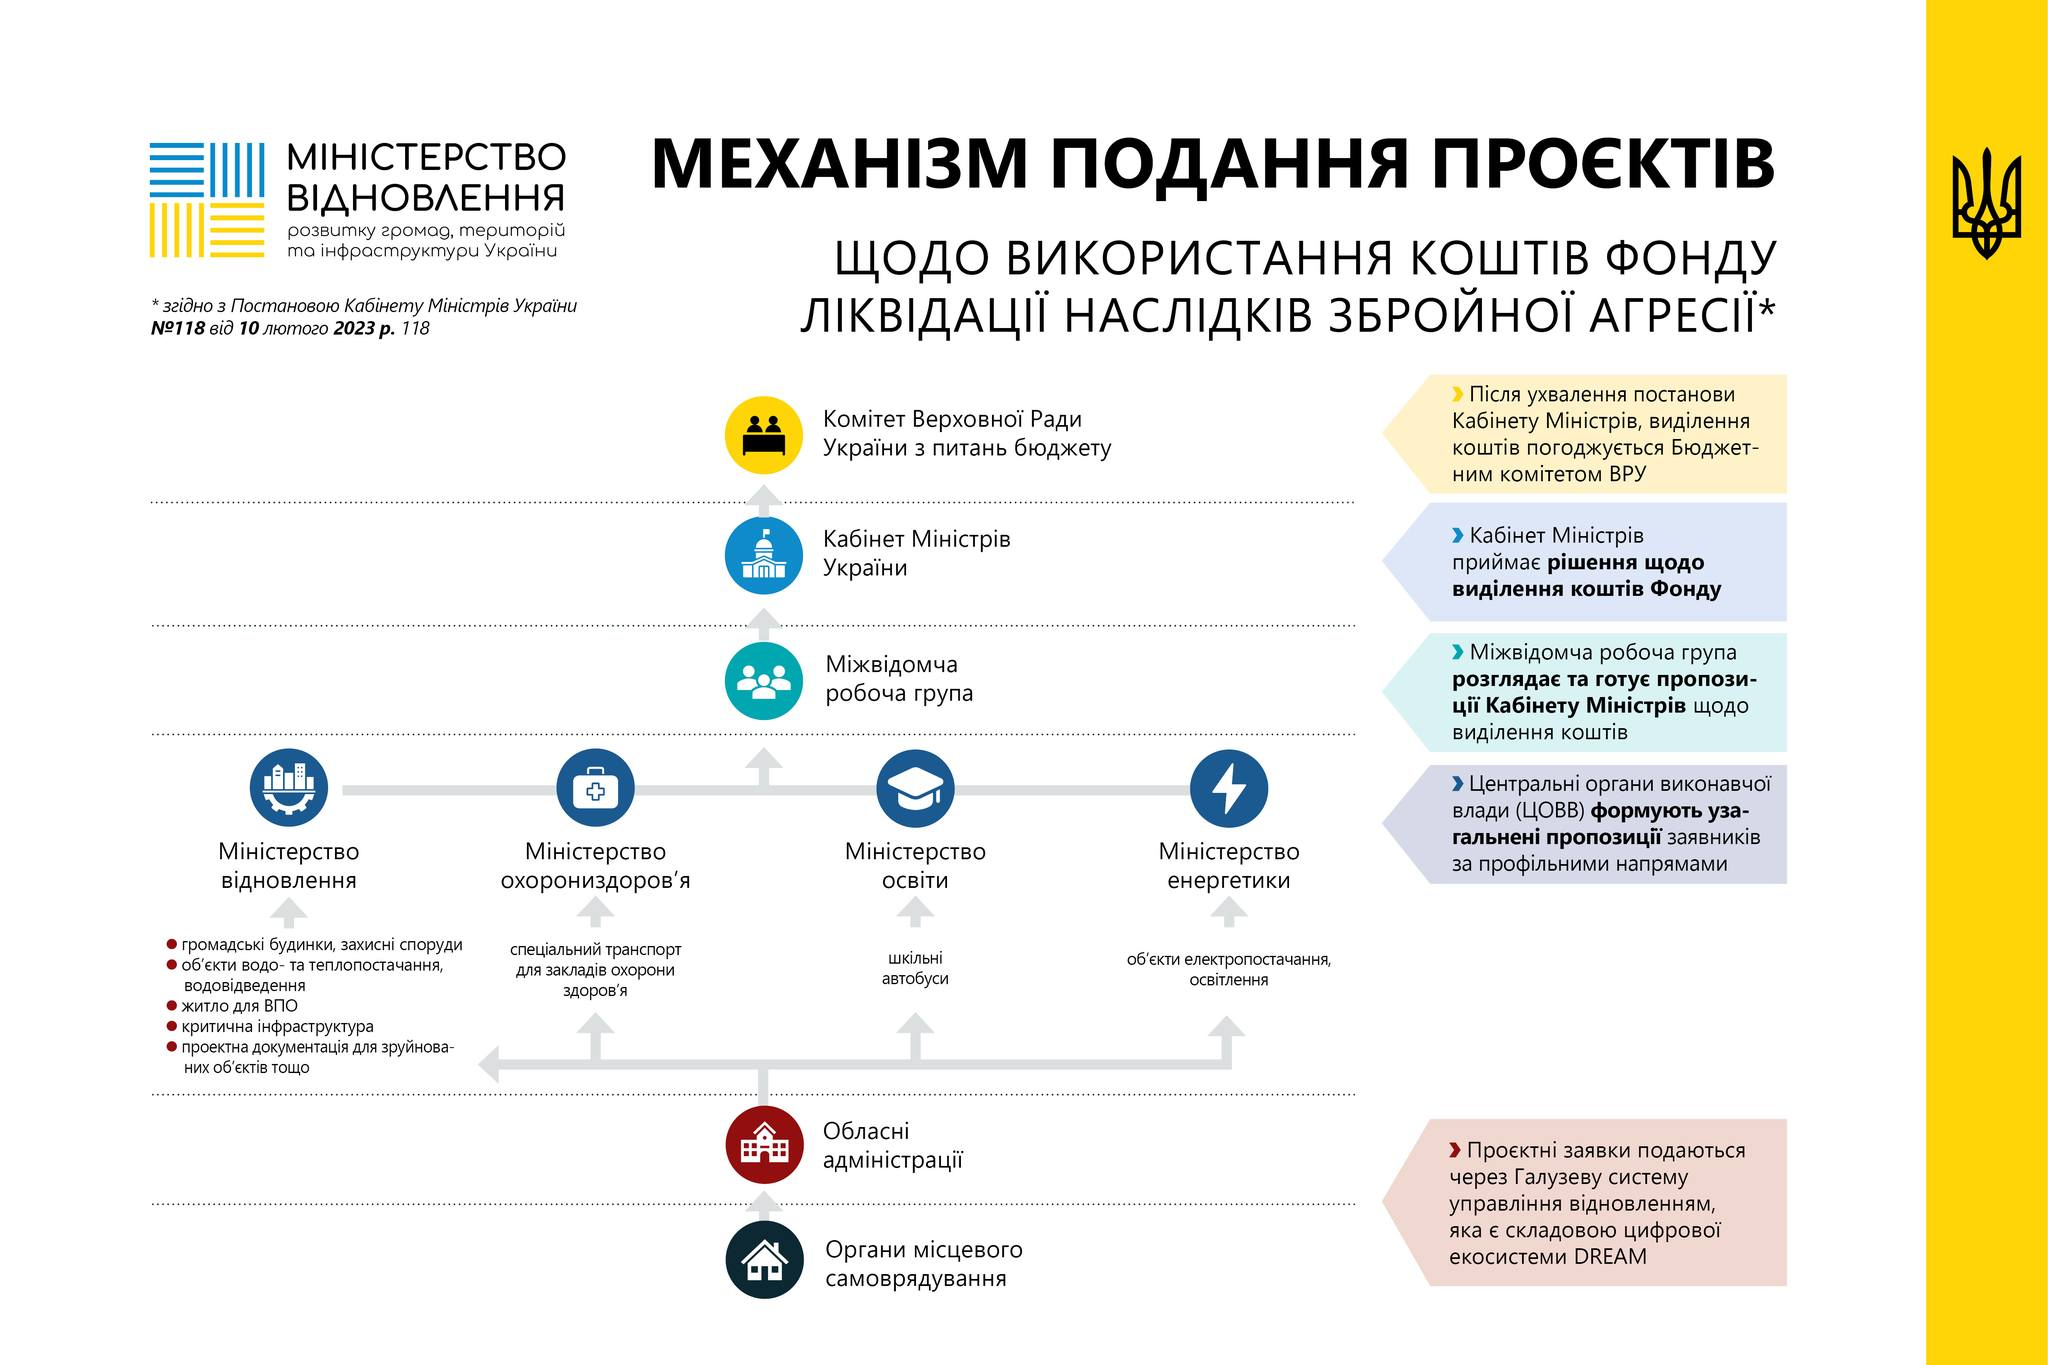 МІНІСТЕРСТВО
ВІДНОВЛЕННЯ
розвитку громад, територій
та інфраструктури України
* згідно з Постановою Кабінету Міністрів України
№118 від 10 лютого 2023 р. 118
МЕХАНІЗМ ПОДАННЯ ПРОЄКТІВ
ЩОДО ВИКОРИСТАННЯ КОШТІВ ФОНДУ
ЛІКВІДАЦІЇ НАСЛІДКІВ ЗБРОЙНОЇ АГРЕСІЇ*
Комітет Верховної Ради
України з питань бюджету
Після ухвалення постанови
Кабінету Міністрів, виділення
коштів погоджується Бюджет-
ним комітетом ВРУ
Кабінет Міністрів
України
Кабінет Міністрів
приймає рішення щодо
виділення коштів Фонду
Міжвідомча
робоча група
Міжвідомча робоча група
розглядає та готує пропози-
ції Кабінету Міністрів щодо
виділення коштів
Міністерство
відновлення
Міністерство
охорониздоров’я
Міністерство
освіти
Міністерство
енергетики
Центральні органи виконавчої
влади (ЦОВВ) формують уза-
гальнені пропозиції заявників
за профільними напрямами
громадські будинки, захисні споруди
об’єкти водо- та теплопостачання,
водовідведення
житло для ВПО
критична інфраструктура
проектна документація для зруйнова-
них об’єктів тощо
спеціальний транспорт
для закладів охорони
здоров’я
шкільні
автобуси
об’єкти електропостачання,
освітлення
Обласні
адміністрації
Органи місцевого
самоврядування
Проєктні заявки подаються
через Галузеву систему
управління відновленням,
яка є складовою цифрової
екосистеми DREAM